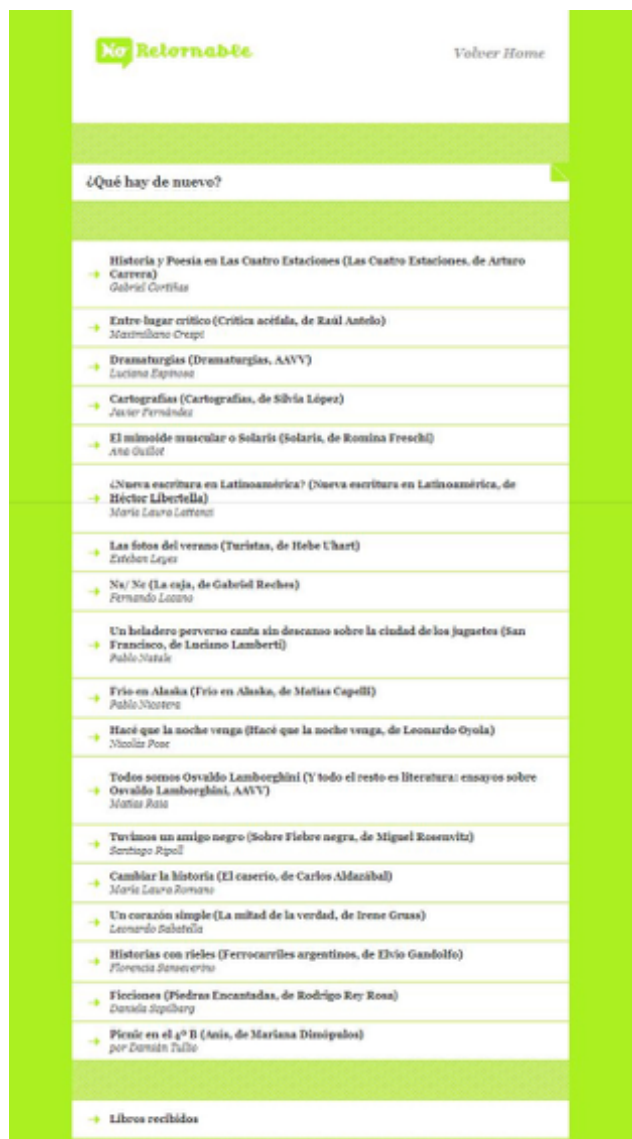 No Retornable
Volver Home
¿Qué hay de nuevo?
Historia y Poesía en Las Cuatro Estaciones (Las Cuatro Estaciones, de Arturo
Carrera)
Gabriel Cortiñas
Entre-lugar crítico (Crítica acéfala, de Raúl Antelo)
Maximiliano Crespi
Dramaturgias (Dramaturgias, AAVV)
Luciana Espinosa
Cartografías (Cartografías, de Silvia López)
Javier Fernández
El mimoide muscular o Solaris (Solaris, de Romina Freschi)
Ana Guillot
¿Nueva escritura en Latinoamérica? (Nueva escritura en Latinoamérica, de
Héctor Libertella)
María Laura Lattanzi
Las fotos del verano (Turistas, de Hebe Uhart)
Esteban Leyes
Ns/ Nc (La caja, de Gabriel Reches)
Fernando Lozano
Un heladero perverso canta sin descanso sobre la ciudad de los juguetes (San
Francisco, de Luciano Lamberti)
Pablo Natale
Frío en Alaska (Frío en Alaska, de Matías Capelli)
Pablo Nicotera
Hacé que la noche venga (Hacé que la noche venga, de Leonardo Oyola)
Nicolás Pose
Todos somos Osvaldo Lamborghini (Y todo el resto es literatura: ensayos sobre
Osvaldo Lamborghini, AAVV)
Matías Raia
Tuvimos un amigo negro (Sobre Fiebre negra, de Miguel Rosenvitz)
Santiago Ripoll
Cambiar la historia (El caserío, de Carlos Aldazábal)
María Laura Romano
Un corazón simple (La mitad de la verdad, de Irene Gruss)
Leonardo Sabatella
Historias con rieles (Ferrocarriles argentinos, de Elvio Gandolfo)
Florencia Sanseverino
Ficciones (Piedras Encantadas, de Rodrigo Rey Rosa)
Daniela Szpilbarg
Picnic en el 4º B (Anís, de Mariana Dimópulos)
por Damián Tullio
Libros recibidos